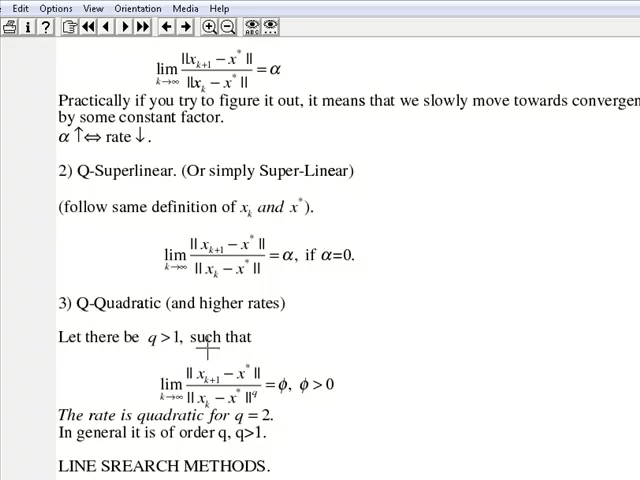 Edit Options View Orientation Media Help
lim k→∞ ||x_{k+1} − x^*|| / ||x_k − x^*|| = α
Practically if you try to figure it out, it means that we slowly move towards
by some constant factor.
α ↑⇔ rate ↓.
2) Q-Superlinear. (Or simply Super-Linear)
(follow same definition of x_k and x^*).
lim k→∞ || x_{k+1} − x^* || / || x_k − x^* || = α, if α=0.
3) Q-Quadratic (and higher rates)
Let there be q > 1, such that
lim k→∞ || x_{k+1} − x^* || / || x_k − x^* ||^q = ϕ, ϕ > 0
The rate is quadratic for q = 2.
In general it is of order q, q>1.
LINE SREARCH METHODS.